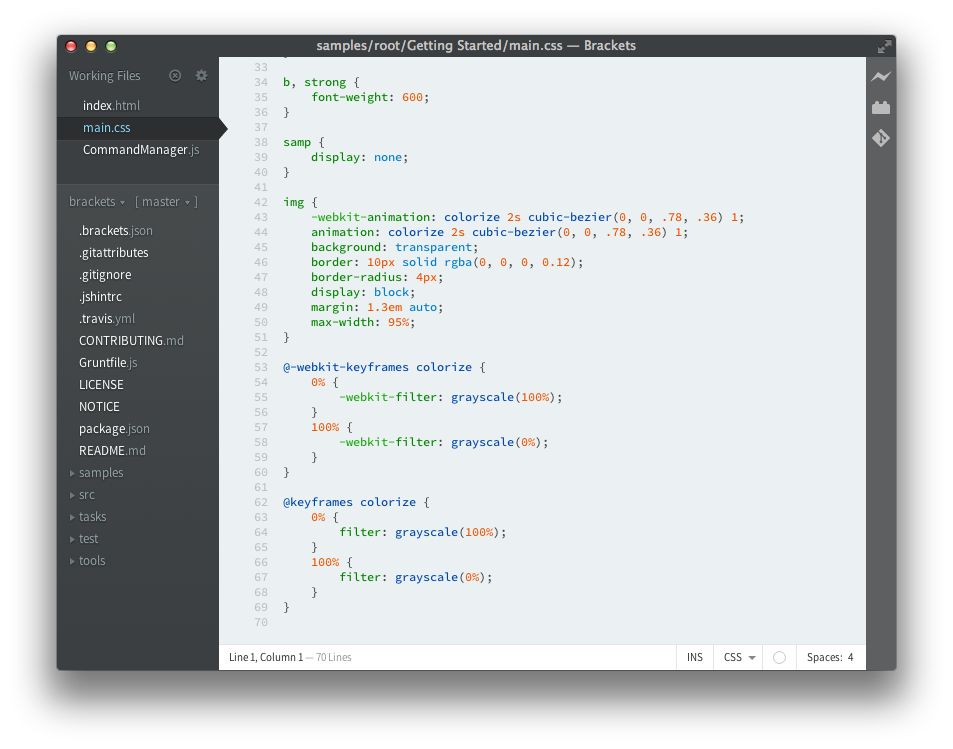 samples/root/Getting Started/main.css — Brackets
Working Files
index.html
main.css
CommandManager.js
brackets [ master ]
.brackets.json
.gitattributes
.gitignore
.jshintrc
.travis.yml
CONTRIBUTING.md
Gruntfile.js
LICENSE
NOTICE
package.json
README.md
samples
src
tasks
test
tools
33
34 b, strong {
35     font-weight: 600;
36 }
37
38 samp {
39     display: none;
40 }
41
42 img {
43     -webkit-animation: colorize 2s cubic-bezier(0, 0, .78, .36) 1;
44     animation: colorize 2s cubic-bezier(0, 0, .78, .36) 1;
45     background: transparent;
46     border: 10px solid rgba(0, 0, 0, 0.12);
47     border-radius: 4px;
48     display: block;
49     margin: 1.3em auto;
50     max-width: 95%;
51 }
52
53 @-webkit-keyframes colorize {
54     0% {
55         -webkit-filter: grayscale(100%);
56     }
57     100% {
58         -webkit-filter: grayscale(0%);
59     }
60 }
61
62 @keyframes colorize {
63     0% {
64         filter: grayscale(100%);
65     }
66     100% {
67         filter: grayscale(0%);
68     }
69 }
70
Line 1, Column 1 — 70 Lines
INS
CSS
Spaces: 4